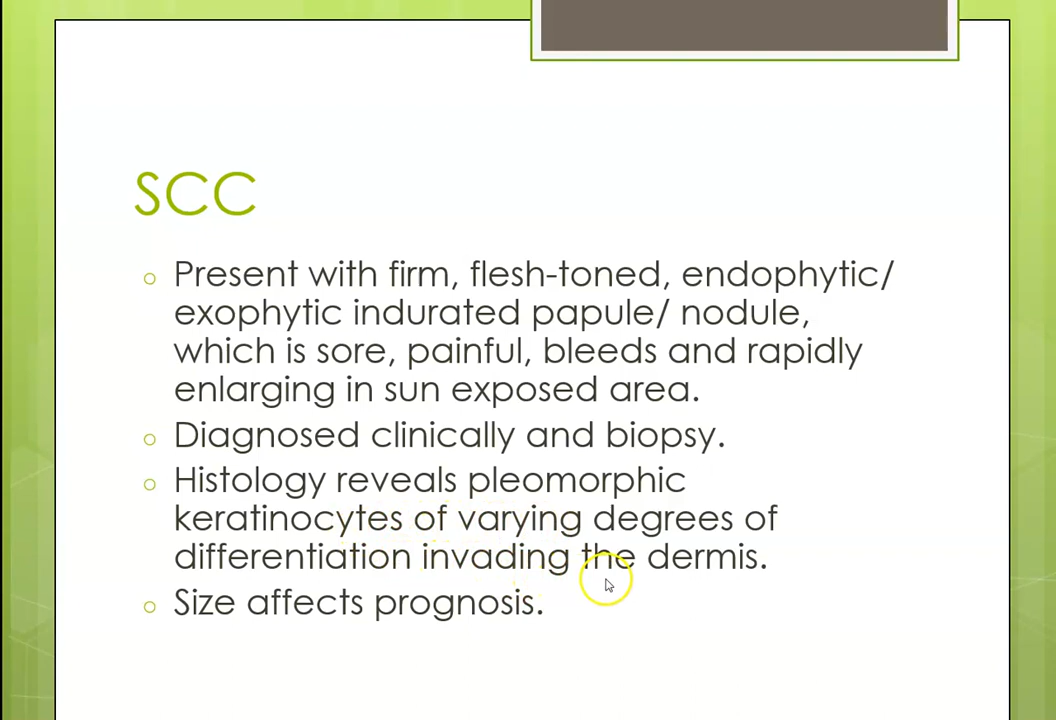 SCC
Present with firm, flesh-toned, endophytic/
exophytic indurated papule/ nodule,
which is sore, painful, bleeds and rapidly
enlarging in sun exposed area.
Diagnosed clinically and biopsy.
Histology reveals pleomorphic
keratinocytes of varying degrees of
differentiation invading the dermis.
Size affects prognosis.